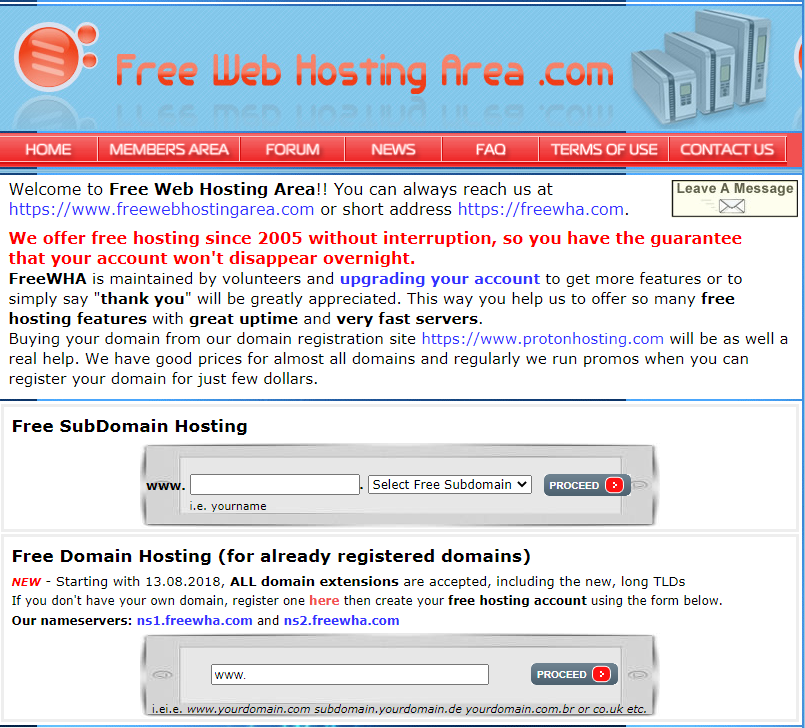 Free Web Hosting Area .com
HOME MEMBERS AREA FORUM NEWS FAQ TERMS OF USE CONTACT US
Welcome to Free Web Hosting Area!! You can always reach us at
https://www.freewebhostingarea.com or short address https://freewha.com.
Leave A Message
We offer free hosting since 2005 without interruption, so you have the guarantee
that your account won't disappear overnight.
FreeWHA is maintained by volunteers and upgrading your account to get more features or to
simply say "thank you" will be greatly appreciated. This way you help us to offer so many free
hosting features with great uptime and very fast servers.
Buying your domain from our domain registration site https://www.protonhosting.com will be as well a
real help. We have good prices for almost all domains and regularly we run promos when you can
register your domain for just few dollars.
Free SubDomain Hosting
www. . Select Free Subdomain PROCEED
i.e. yourname
Free Domain Hosting (for already registered domains)
NEW - Starting with 13.08.2018, ALL domain extensions are accepted, including the new, long TLDs
If you don't have your own domain, register one here then create your free hosting account using the form below.
Our nameservers: ns1.freewha.com and ns2.freewha.com
www. PROCEED
i.ei.e. www.yourdomain.com subdomain.yourdomain.de yourdomain.com.br or co.uk etc.